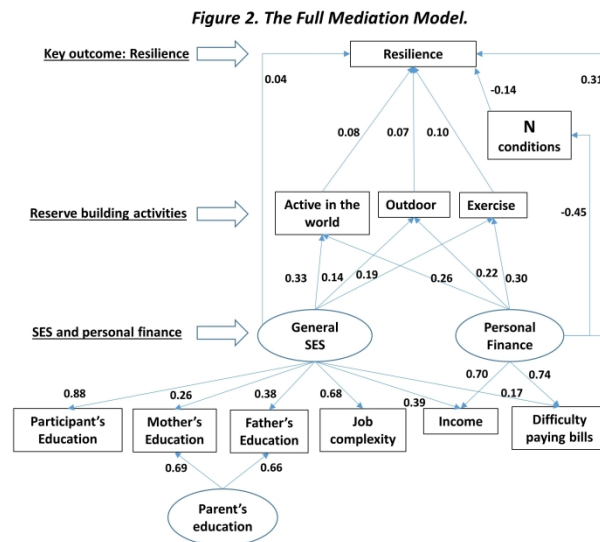 Figure 2. The Full Mediation Model.
Key outcome: Resilience
Resilience
0.04
0.31
-0.14
N
conditions
0.08
0.07
0.10
Reserve building activities
Active in the
world
Outdoor
Exercise
-0.45
0.33
0.14
0.19
0.26
0.22
0.30
SES and personal finance
General
SES
Personal
Finance
0.88
0.26
0.38
0.68
0.39
0.70
0.74
0.17
Participant's
Education
Mother's
Education
Father's
Education
Job
complexity
Income
Difficulty
paying bills
0.69
0.66
Parent's
education